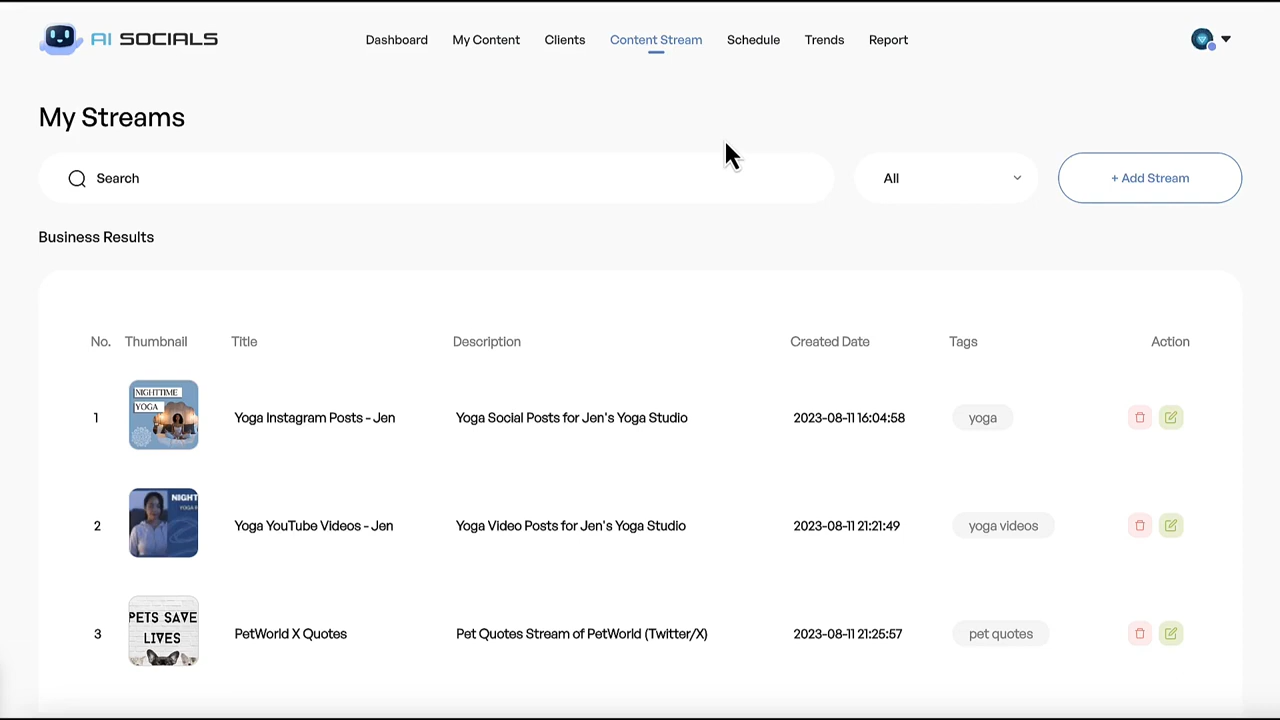 AI SOCIALS
Dashboard My Content Clients Content Stream Schedule Trends Report
My Streams
Search All + Add Stream
Business Results
No. Thumbnail Title Description Created Date Tags Action
NIGHTTIME
YOGA
1 Yoga Instagram Posts - Jen Yoga Social Posts for Jen's Yoga Studio 2023-08-11 16:04:58 yoga
NIGHT
2 Yoga YouTube Videos - Jen Yoga Video Posts for Jen's Yoga Studio 2023-08-11 21:21:49 yoga videos
PETS SAVE
LIVES
3 PetWorld X Quotes Pet Quotes Stream of PetWorld (Twitter/X) 2023-08-11 21:25:57 pet quotes